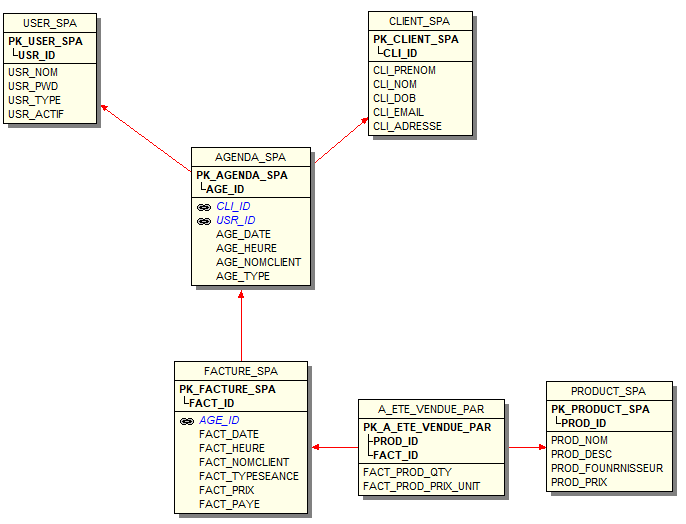 USER_SPA
PK_USER_SPA
USR_ID
USR_NOM
USR_PWD
USR_TYPE
USR_ACTIF
CLIENT_SPA
PK_CLIENT_SPA
CLI_ID
CLI_PRENOM
CLI_NOM
CLI_DOB
CLI_EMAIL
CLI_ADRESSE
AGENDA_SPA
PK_AGENDA_SPA
AGE_ID
CLI_ID
USR_ID
AGE_DATE
AGE_HEURE
AGE_NOMCLIENT
AGE_TYPE
FACTURE_SPA
PK_FACTURE_SPA
FACT_ID
AGE_ID
FACT_DATE
FACT_HEURE
FACT_NOMCLIENT
FACT_TYPESEANCE
FACT_PRIX
FACT_PAYE
A_ETE_VENDUE_PAR
PK_A_ETE_VENDUE_PAR
PROD_ID
FACT_ID
FACT_PROD_QTY
FACT_PROD_PRIX_UNIT
PRODUCT_SPA
PK_PRODUCT_SPA
PROD_ID
PROD_NOM
PROD_DESC
PROD_FOUNRNISSEUR
PROD_PRIX